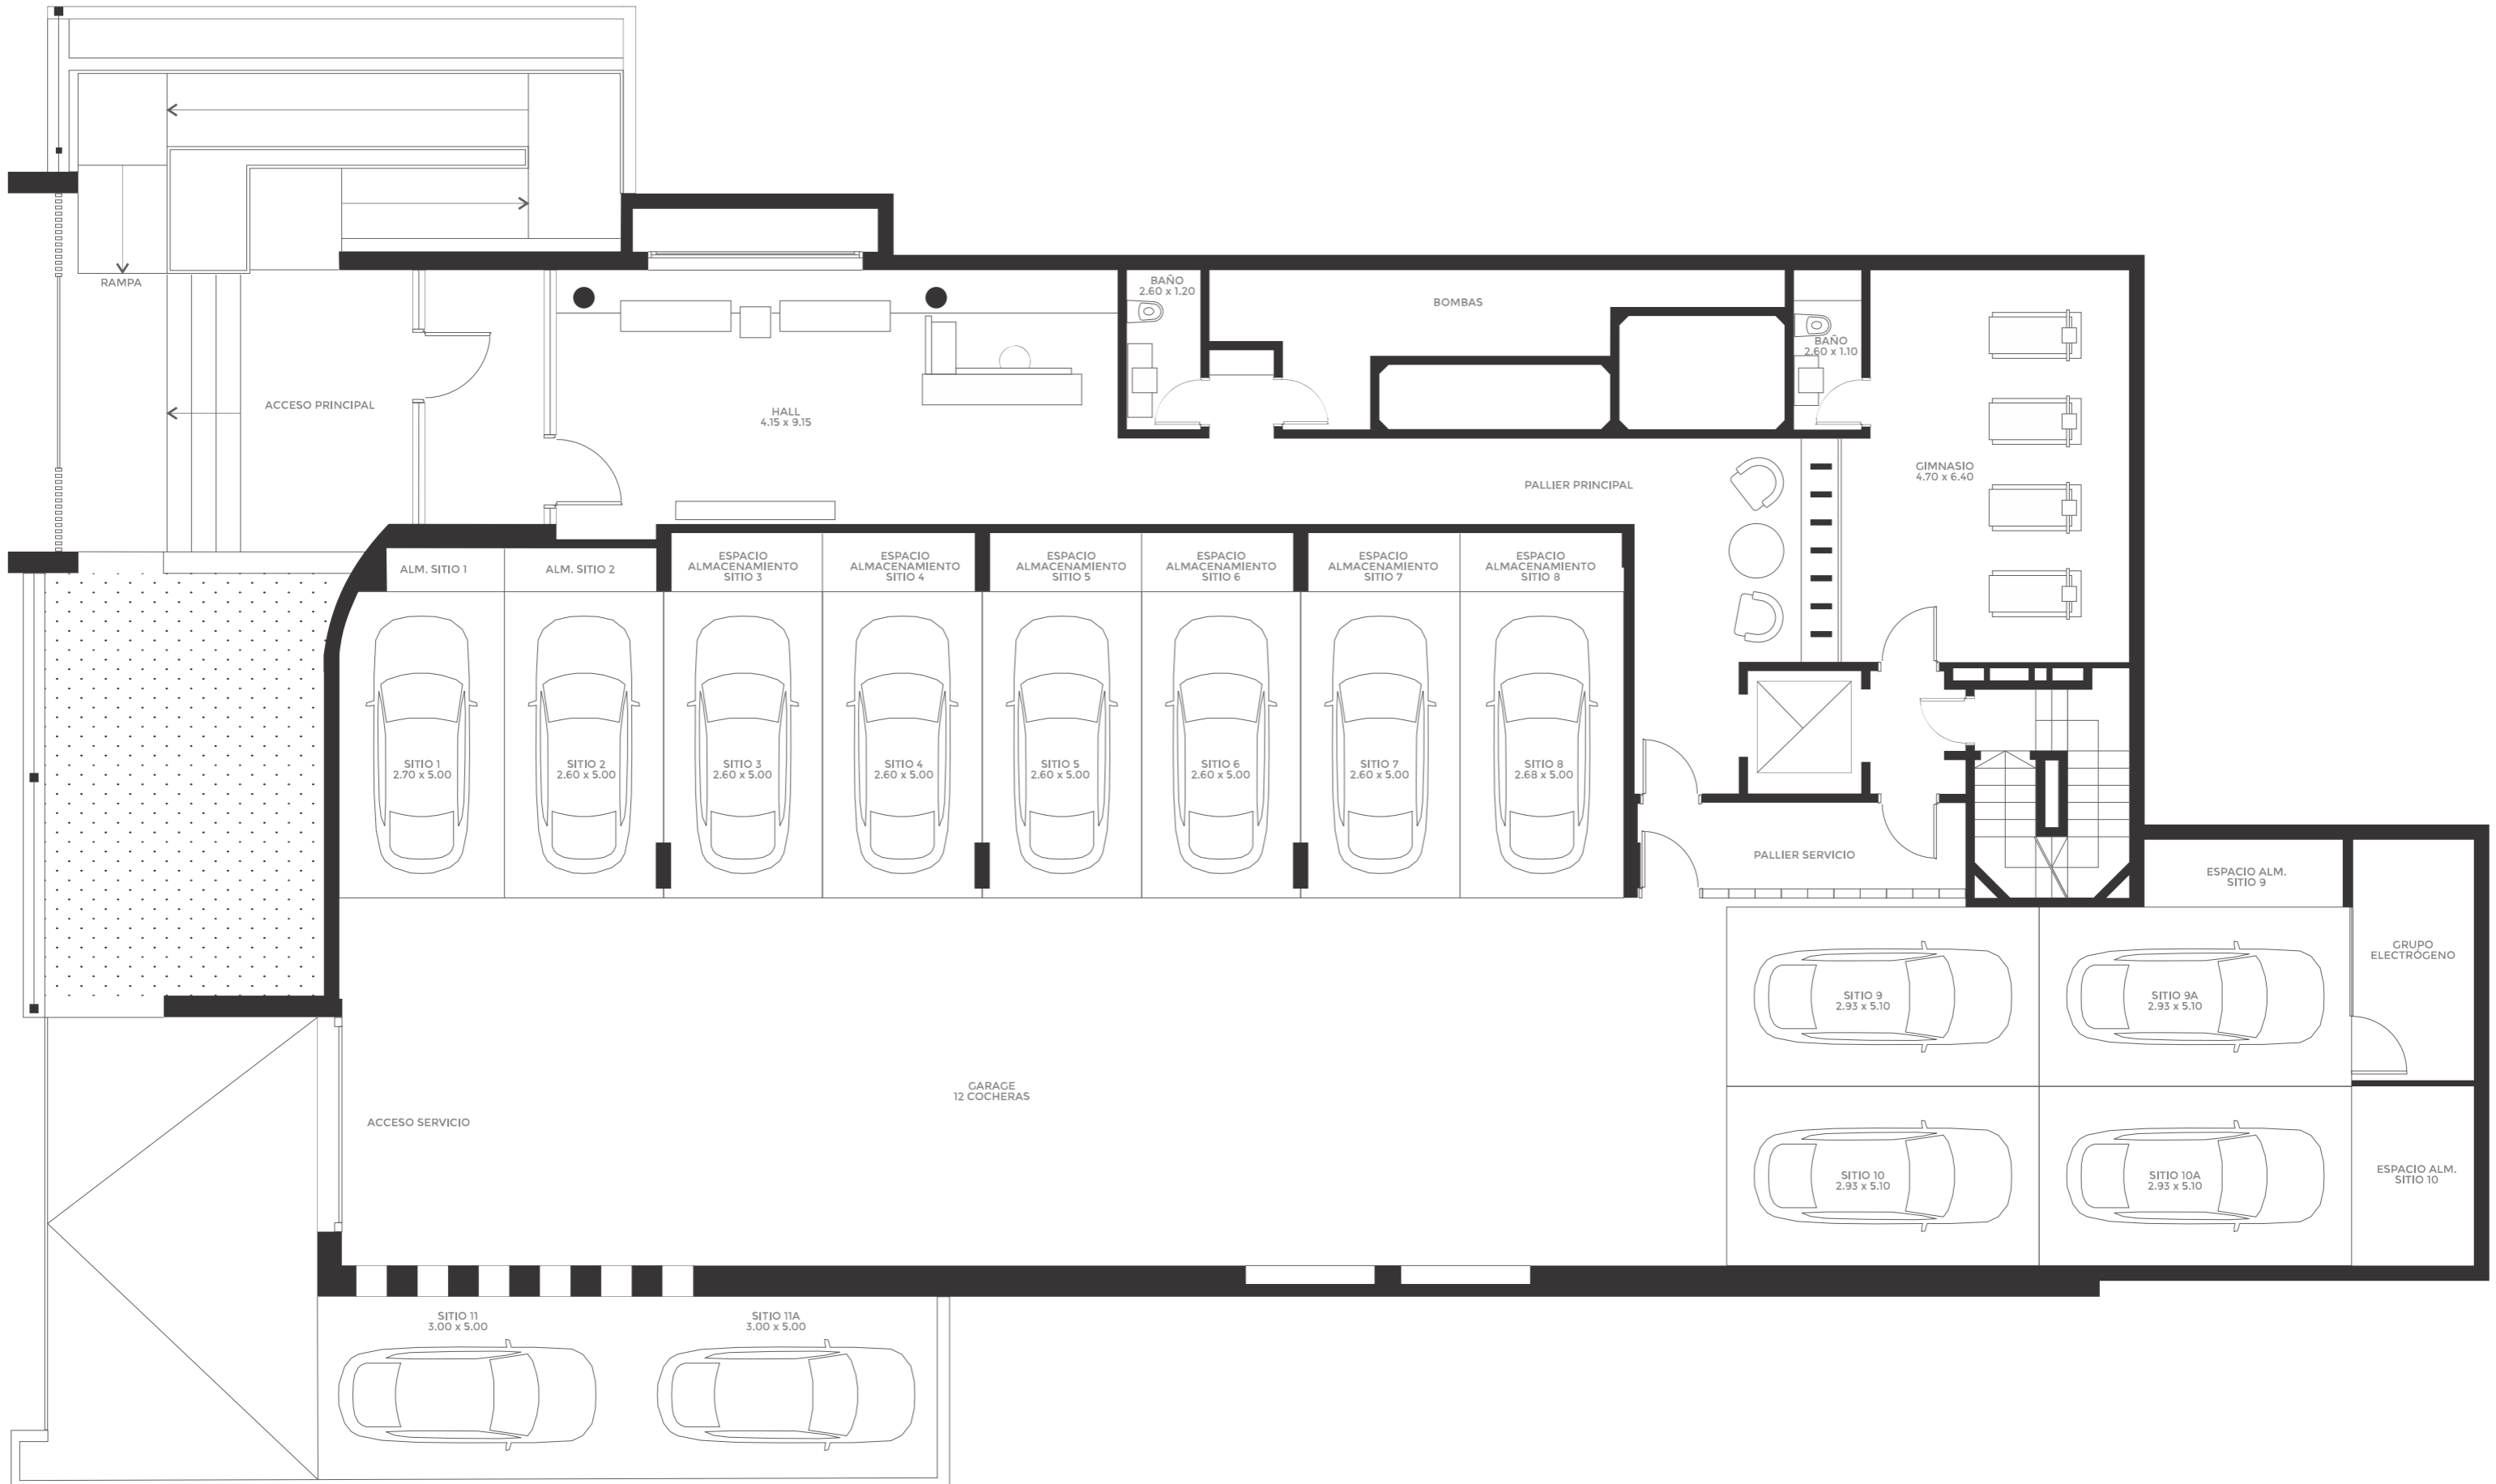 RAMPA
ACCESO PRINCIPAL
HALL
4.15 x 9.15
BAÑO
2.60 x 1.20
BOMBAS
BAÑO
2.60 x 1.10
GIMNASIO
4.70 x 6.40
PALLIER PRINCIPAL
ALM. SITIO 1
ALM. SITIO 2
ESPACIO
ALMACENAMIENTO
SITIO 3
ESPACIO
ALMACENAMIENTO
SITIO 4
ESPACIO
ALMACENAMIENTO
SITIO 5
ESPACIO
ALMACENAMIENTO
SITIO 6
ESPACIO
ALMACENAMIENTO
SITIO 7
ESPACIO
ALMACENAMIENTO
SITIO 8
SITIO 1
2.70 x 5.00
SITIO 2
2.60 x 5.00
SITIO 3
2.60 x 5.00
SITIO 4
2.60 x 5.00
SITIO 5
2.60 x 5.00
SITIO 6
2.60 x 5.00
SITIO 7
2.60 x 5.00
SITIO 8
2.68 x 5.00
PALLIER SERVICIO
ESPACIO ALM.
SITIO 9
GRUPO
ELECTRÓGENO
SITIO 9
2.93 x 5.10
SITIO 9A
2.93 x 5.10
GARAGE
12 COCHERAS
ACCESO SERVICIO
SITIO 10
2.93 x 5.10
SITIO 10A
2.93 x 5.10
ESPACIO ALM.
SITIO 10
SITIO 11
3.00 x 5.00
SITIO 11A
3.00 x 5.00